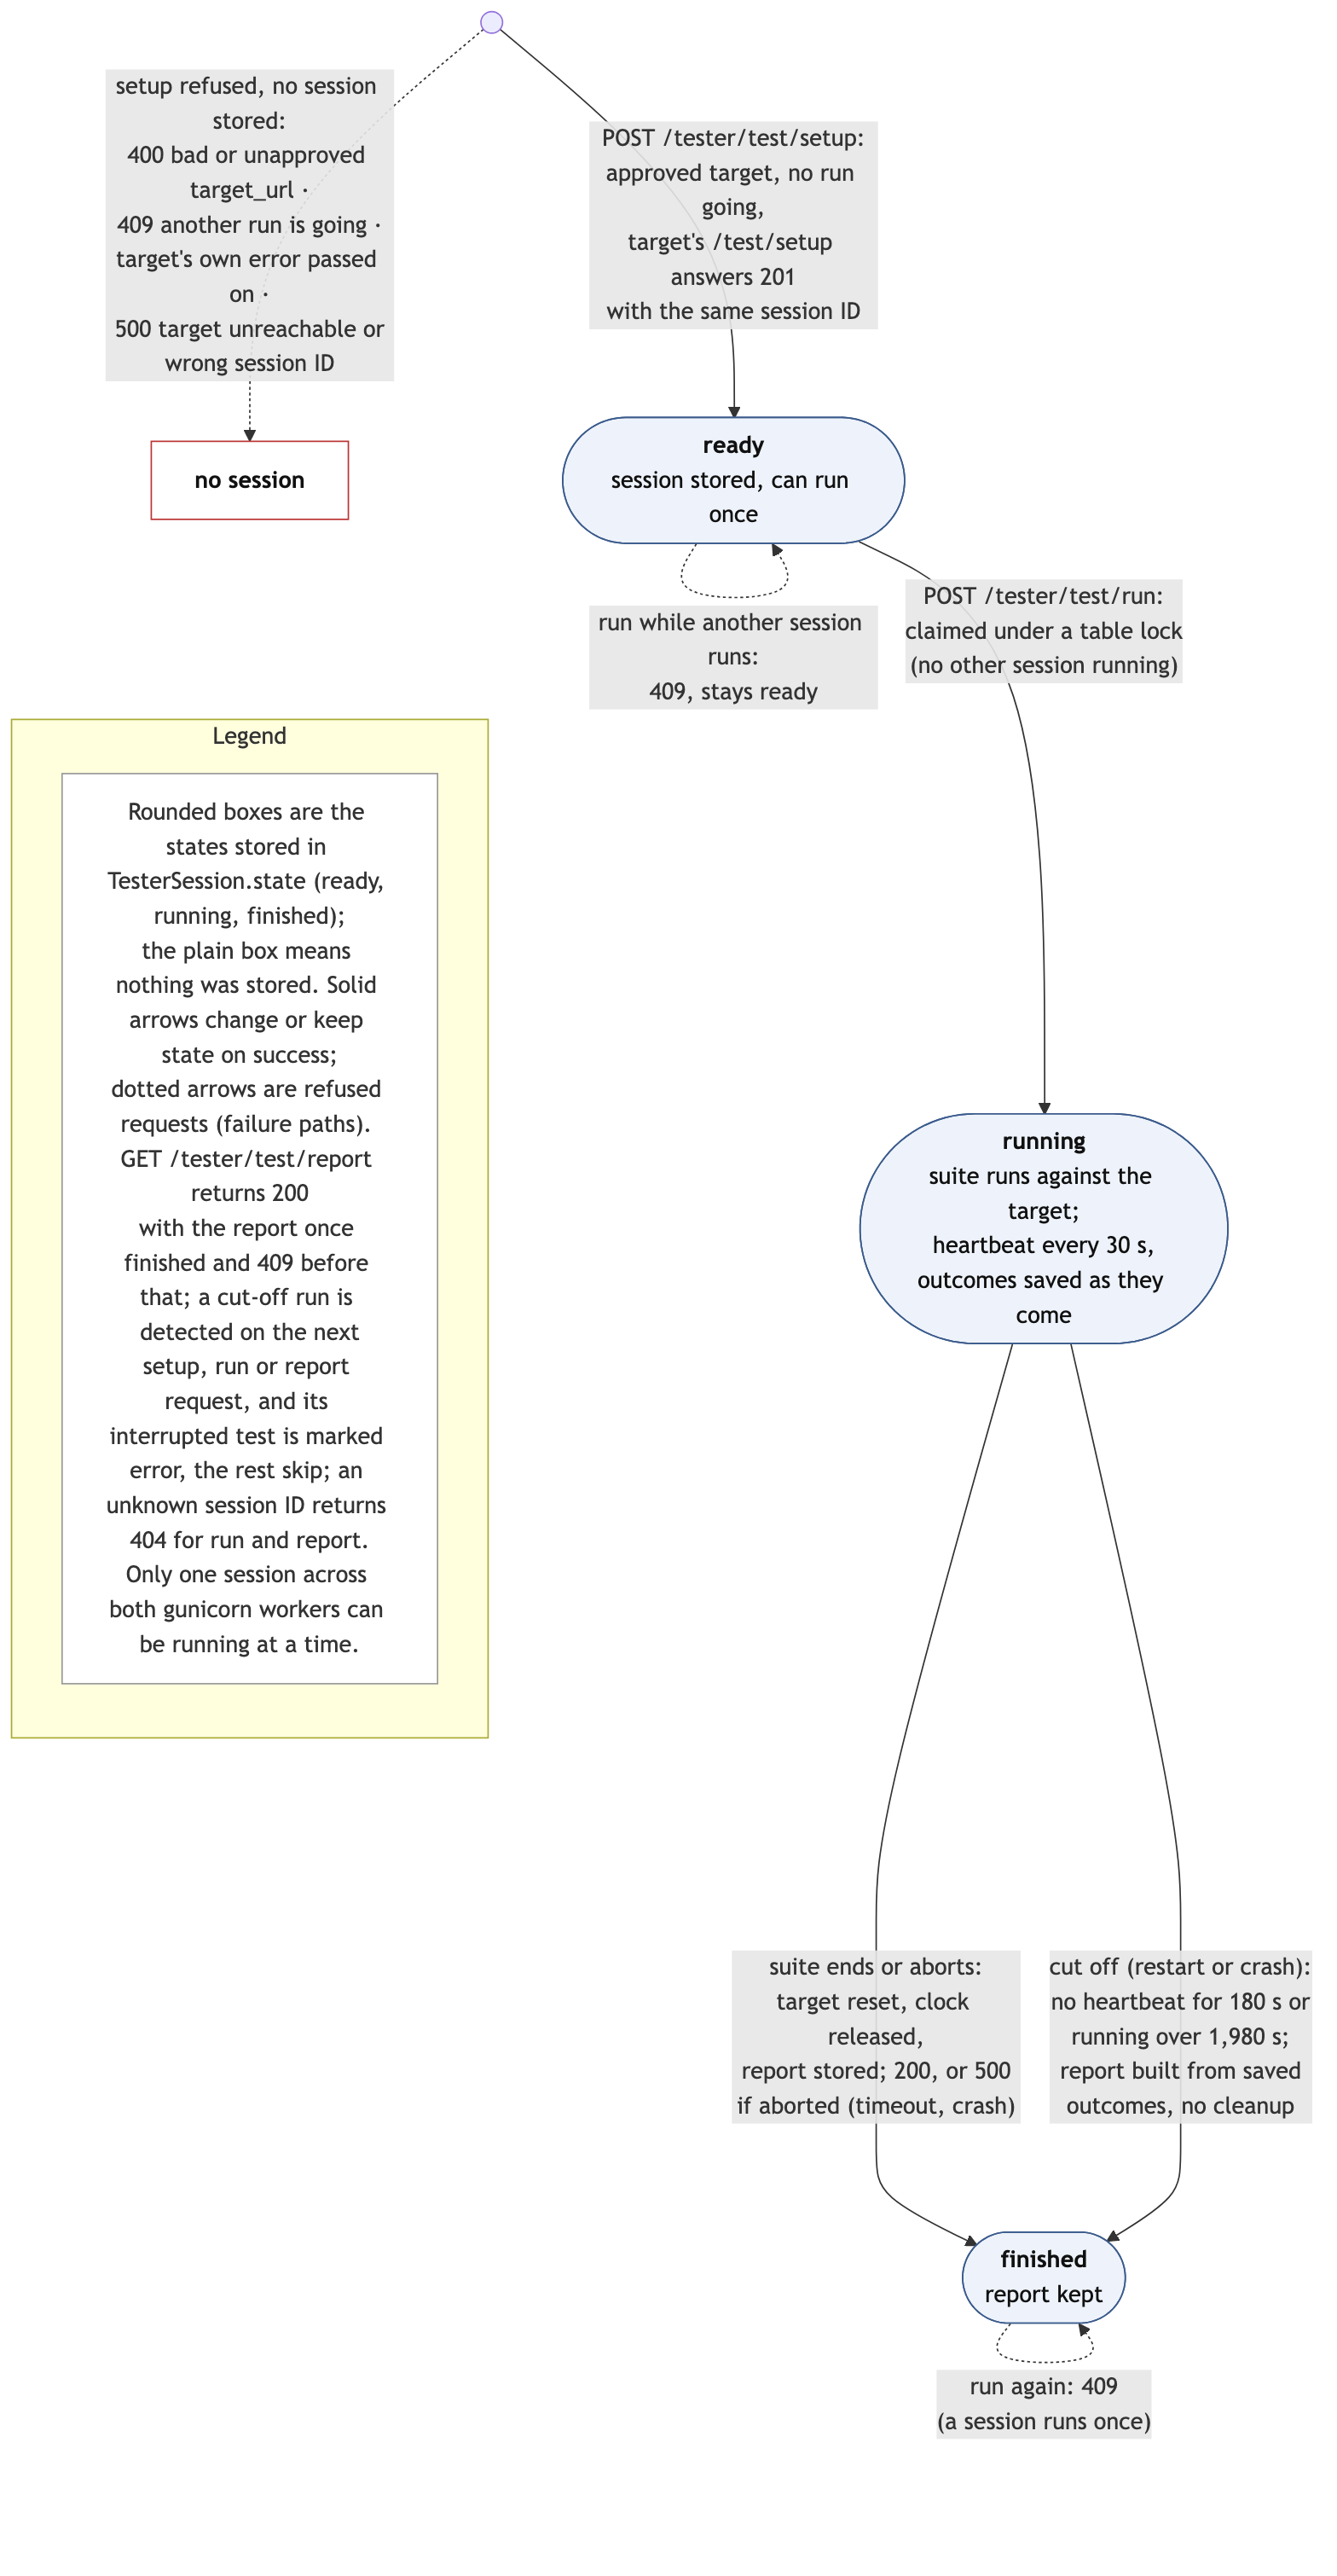 setup refused, no session
stored:
400 bad or unapproved
target_url ·
409 another run is going ·
target's own error passed
on ·
500 target unreachable or
wrong session ID
POST /tester/test/setup:
approved target, no run
going,
target's /test/setup
answers 201
with the same session ID
no session
ready
session stored, can run
once
run while another session
runs:
409, stays ready
POST /tester/test/run:
claimed under a table lock
(no other session running)
Legend
Rounded boxes are the
states stored in
TesterSession.state (ready,
running, finished);
the plain box means
nothing was stored. Solid
arrows change or keep
state on success;
dotted arrows are refused
requests (failure paths).
GET /tester/test/report
returns 200
with the report once
finished and 409 before
that; a cut-off run is
detected on the next
setup, run or report
request, and its
interrupted test is marked
error, the rest skip; an
unknown session ID returns
404 for run and report.
Only one session across
both gunicorn workers can
be running at a time.
running
suite runs against the
target;
heartbeat every 30 s,
outcomes saved as they
come
suite ends or aborts:
target reset, clock
released,
report stored; 200, or 500
if aborted (timeout, crash)
cut off (restart or crash):
no heartbeat for 180 s or
running over 1,980 s;
report built from saved
outcomes, no cleanup
finished
report kept
run again: 409
(a session runs once)